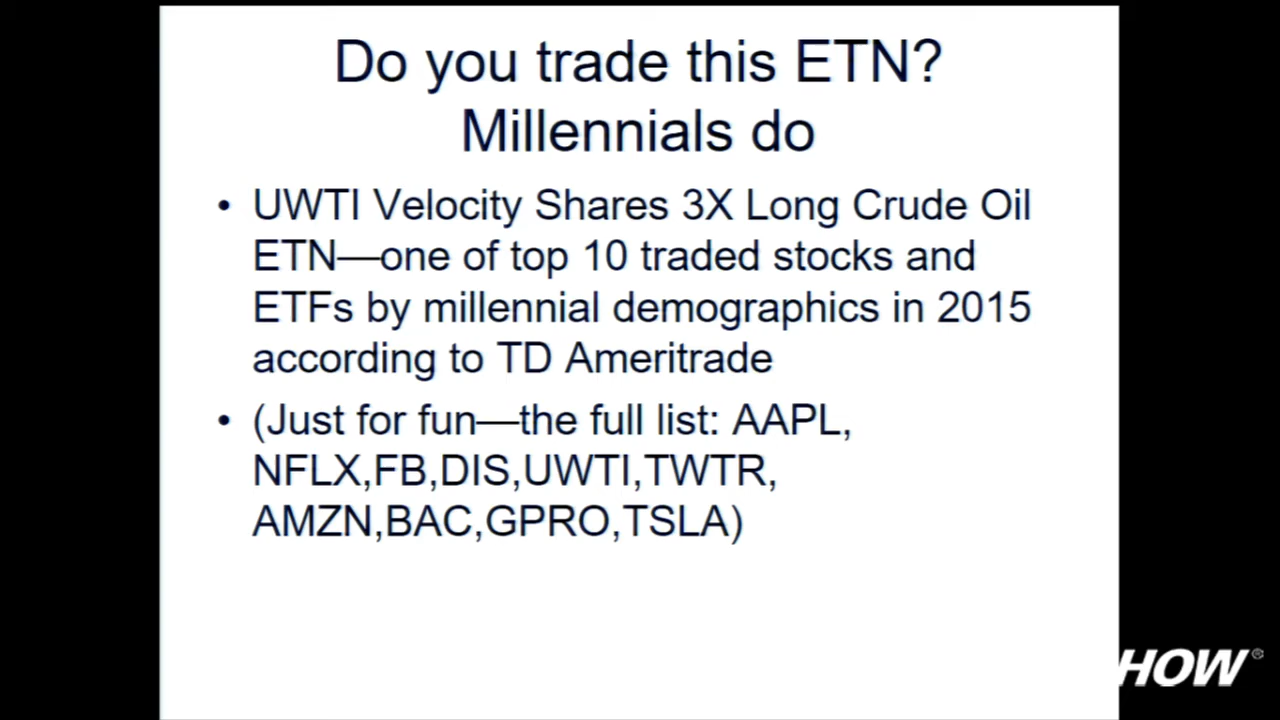 Do you trade this ETN?
Millennials do
• UWTI Velocity Shares 3X Long Crude Oil
ETN—one of top 10 traded stocks and
ETFs by millennial demographics in 2015
according to TD Ameritrade
• (Just for fun—the full list: AAPL,
NFLX,FB,DIS,UWTI,TWTR,
AMZN,BAC,GPRO,TSLA)
HOW®